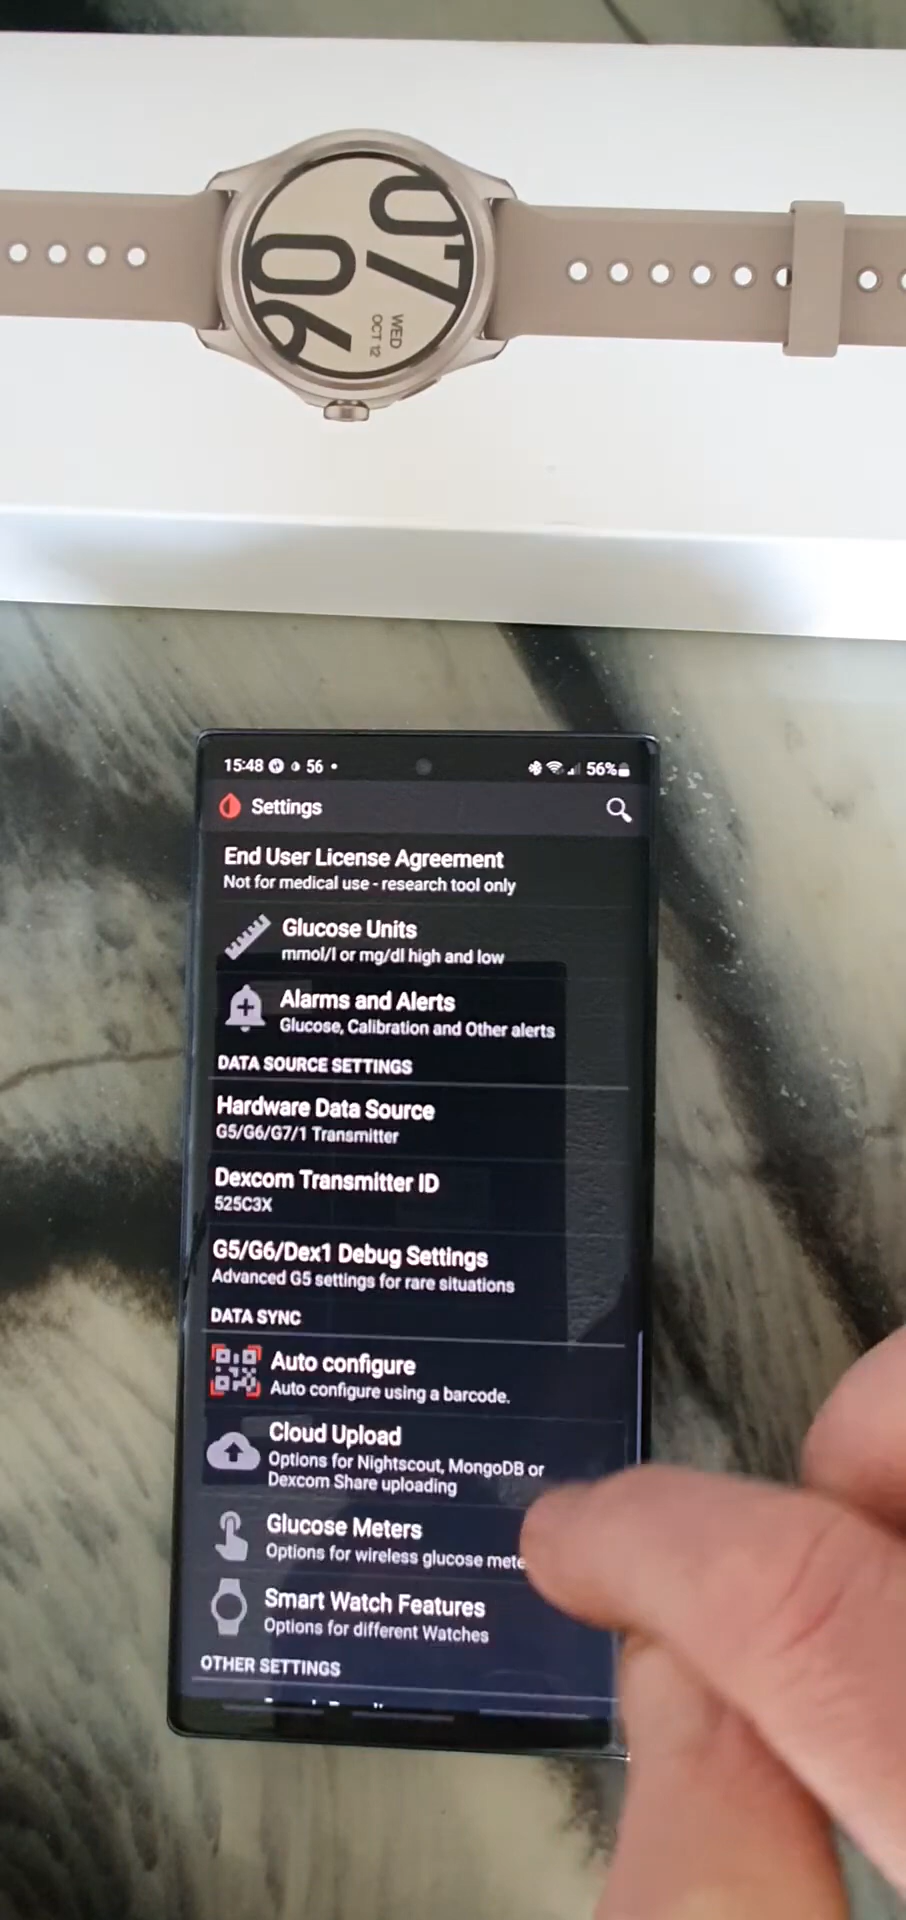 07
06
WED
OCT 12
15:48 56 • 56%
Settings
End User License Agreement
Not for medical use - research tool only
Glucose Units
mmol/l or mg/dl high and low
Alarms and Alerts
Glucose, Calibration and Other alerts
DATA SOURCE SETTINGS
Hardware Data Source
G5/G6/G7/1 Transmitter
Dexcom Transmitter ID
525C3X
G5/G6/Dex1 Debug Settings
Advanced G5 settings for rare situations
DATA SYNC
Auto configure
Auto configure using a barcode.
Cloud Upload
Options for Nightscout, MongoDB or
Dexcom Share uploading
Glucose Meters
Options for wireless glucose
Smart Watch Features
Options for different Watches
OTHER SETTINGS